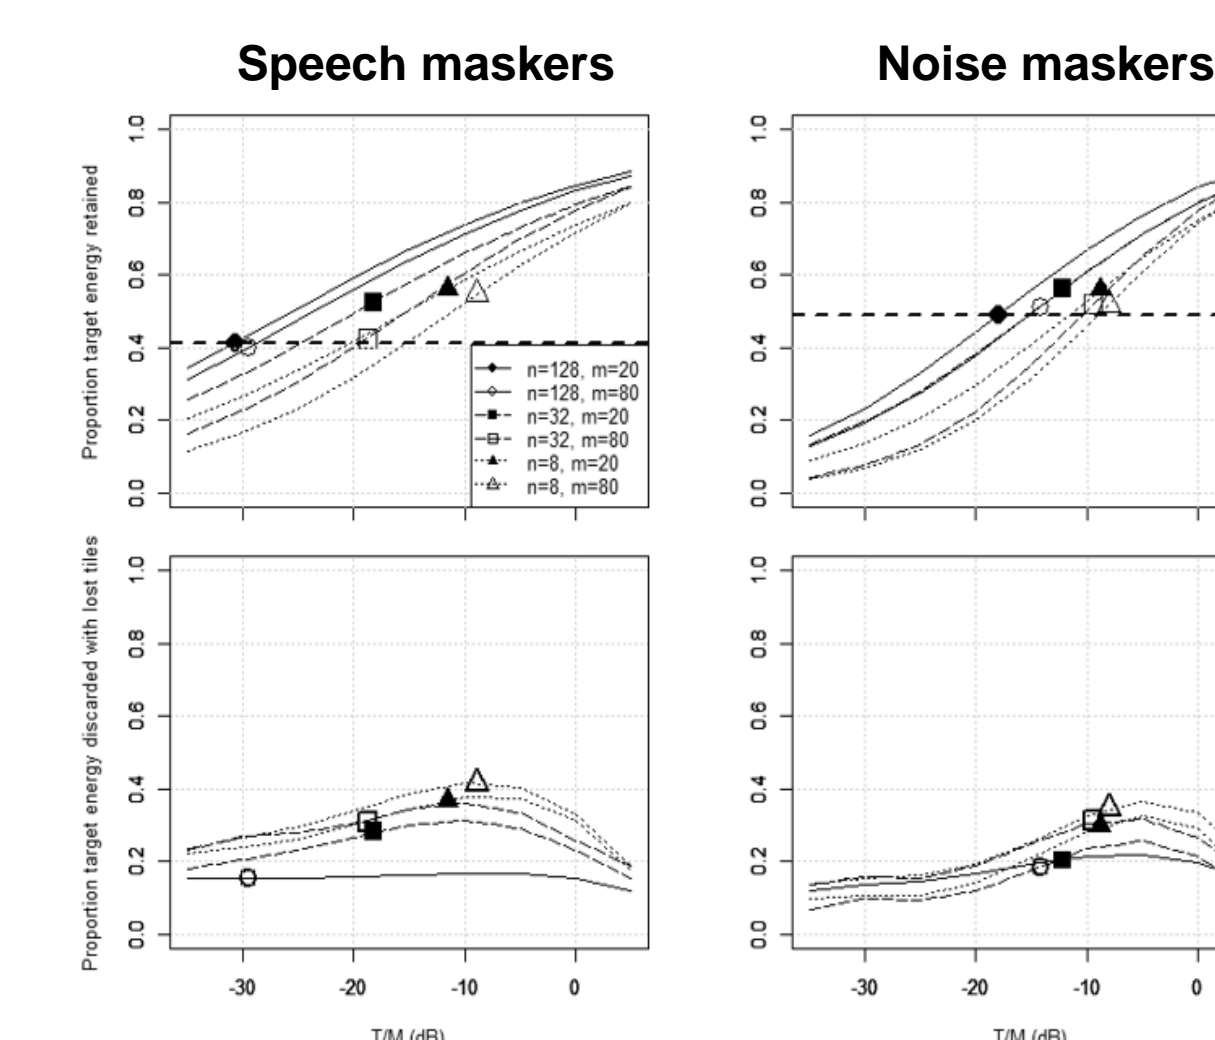 Speech maskers
Noise maskers
Proportion target energy retained
1.0
0.8
0.6
0.4
0.2
0.0
n=128, m=20
n=128, m=80
n=32, m=20
n=32, m=80
n=8, m=20
n=8, m=80
1.0
0.8
0.6
0.4
0.2
0.0
Proportion target energy discarded with lost tiles
1.0
0.8
0.6
0.4
0.2
0.0
-30 -20 -10 0
T/M (dB)
1.0
0.8
0.6
0.4
0.2
0.0
-30 -20 -10 0
T/M (dB)